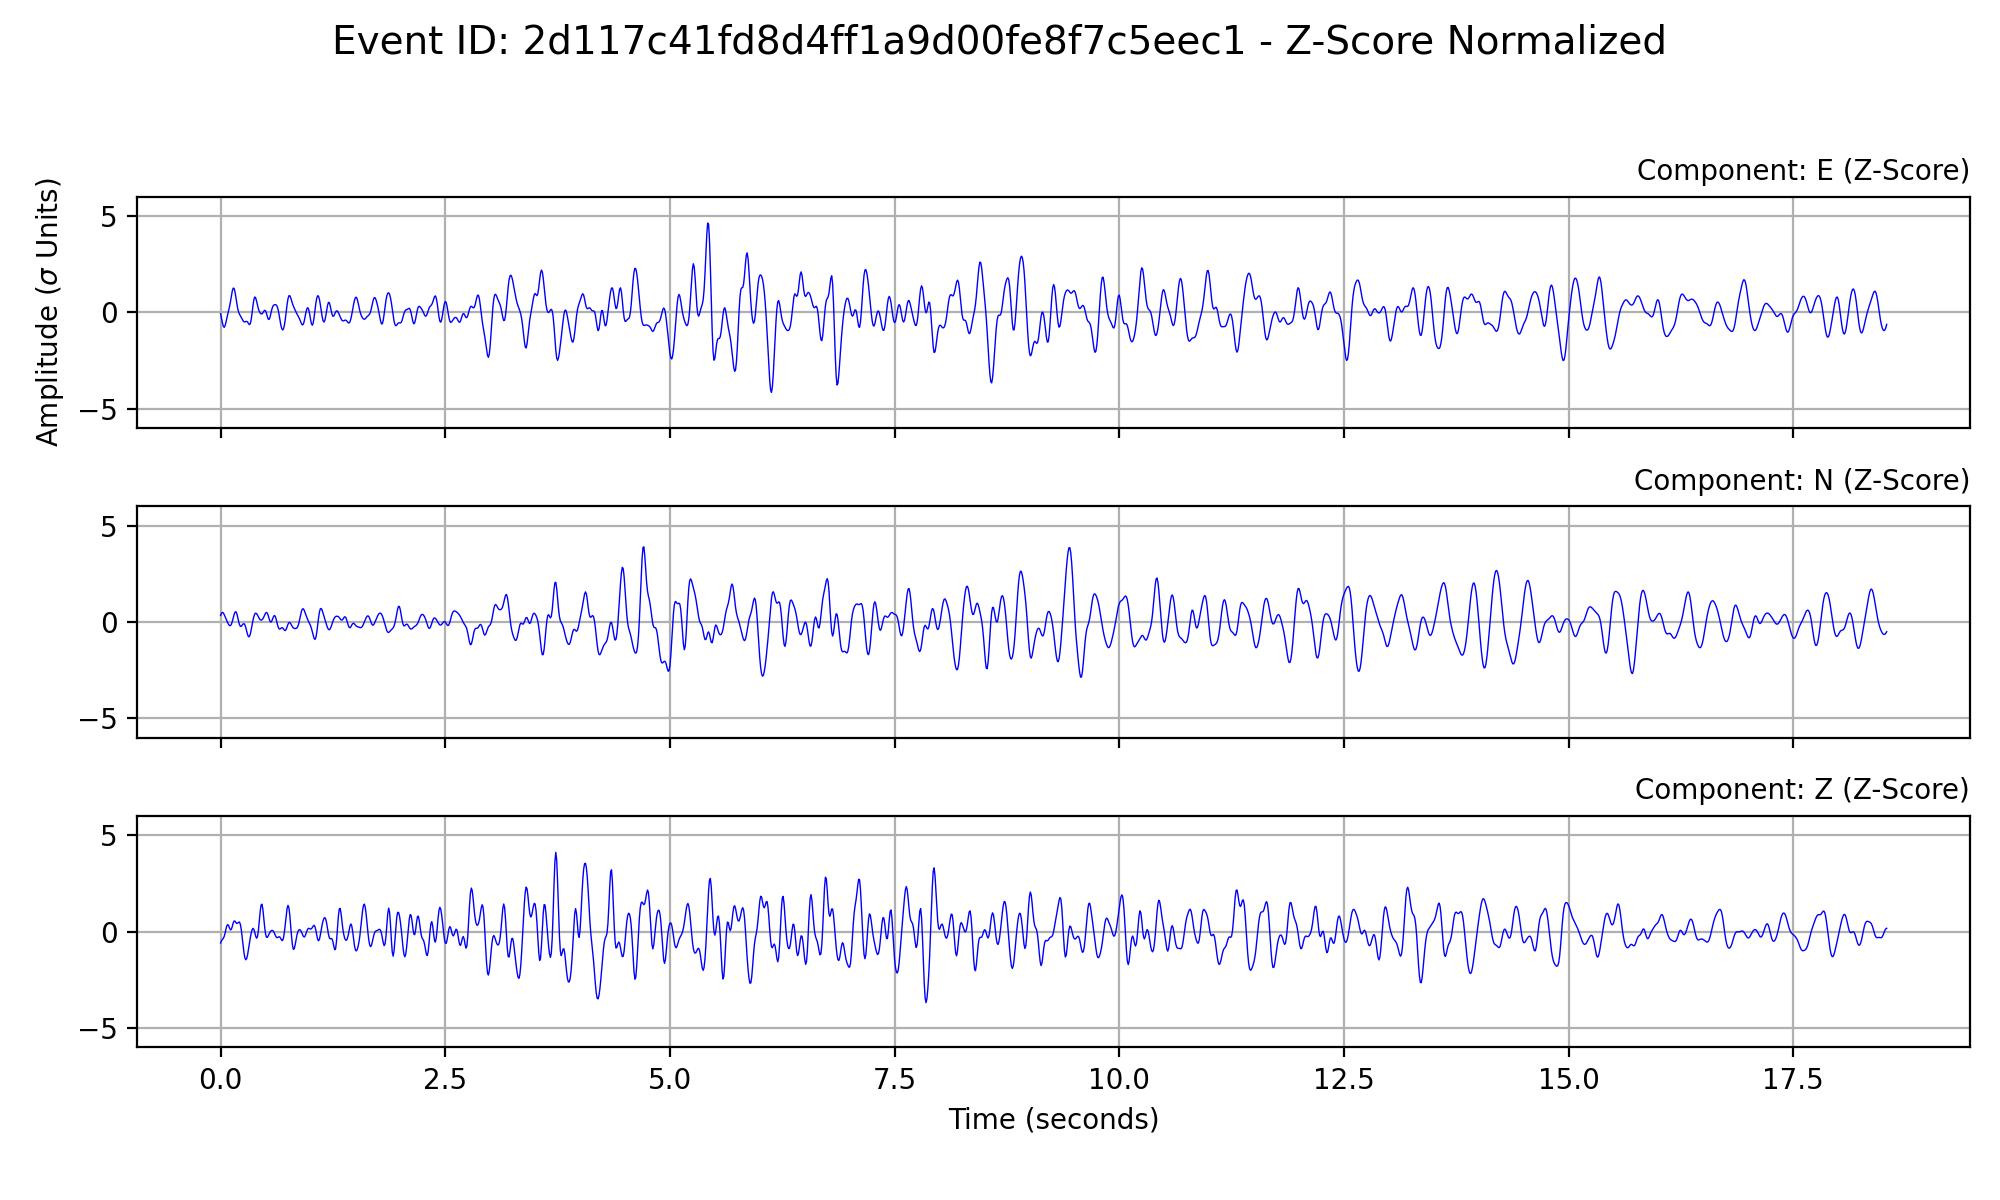 Event ID: 2d117c41fd8d4ff1a9d00fe8f7c5eec1 - Z-Score Normalized
Component: E (Z-Score)
Amplitude (σ Units)
5
0
−5
Component: N (Z-Score)
5
0
−5
Component: Z (Z-Score)
5
0
−5
0.0 2.5 5.0 7.5 10.0 12.5 15.0 17.5
Time (seconds)